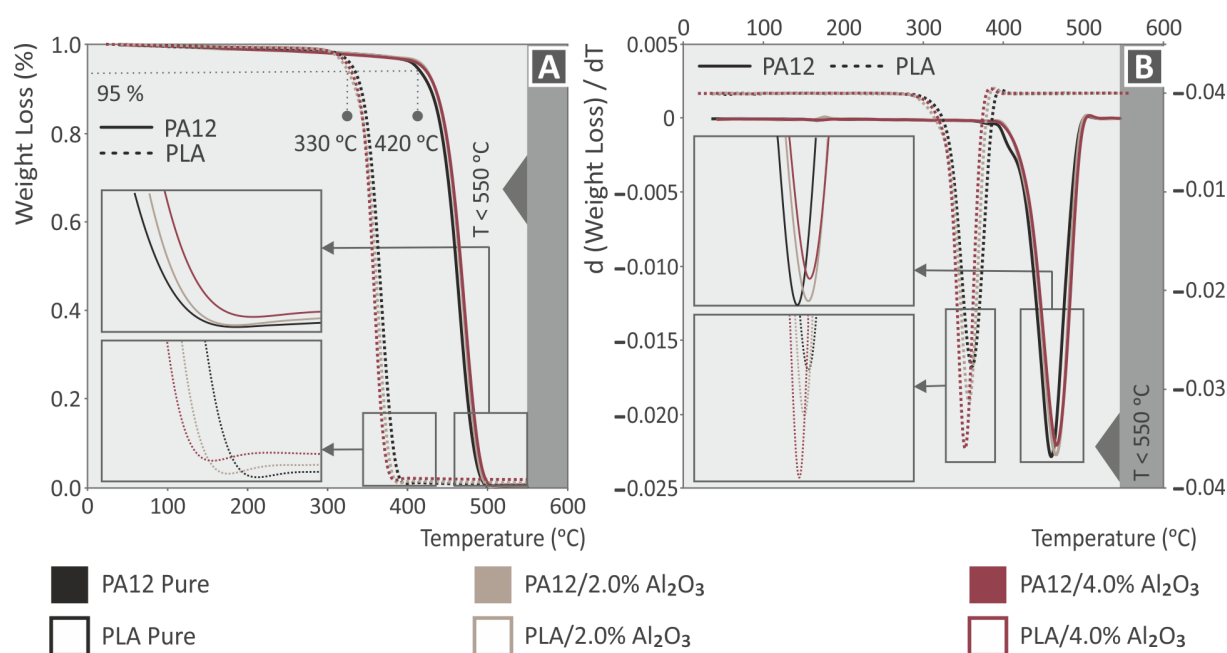 A
Weight Loss (%)
1.0
0.8
0.6
0.4
0.2
0.0
95 %
PA12
PLA
330 ºC
420 ºC
T < 550 ºC
0
100
200
300
400
500
600
Temperature (ºC)
B
0
100
200
300
400
500
600
d (Weight Loss) / dT
0.005
0
−0.005
−0.010
−0.015
−0.020
−0.025
PA12
PLA
−0.04
−0.01
−0.02
−0.03
−0.04
T < 550 ºC
Temperature (ºC)
PA12 Pure
PA12/2.0% Al₂O₃
PA12/4.0% Al₂O₃
PLA Pure
PLA/2.0% Al₂O₃
PLA/4.0% Al₂O₃